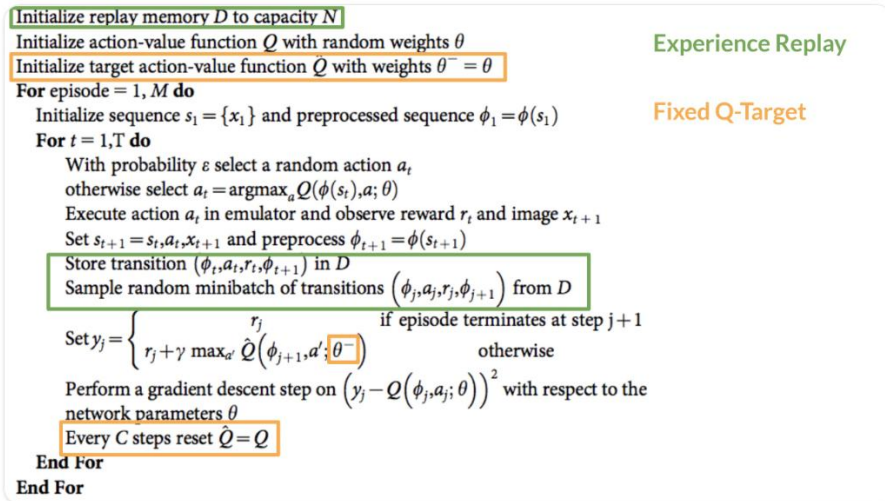 Initialize replay memory D to capacity N
Initialize action-value function Q with random weights θ
Initialize target action-value function Q̂ with weights θ⁻ = θ
For episode = 1, M do
Initialize sequence s₁ = {x₁} and preprocessed sequence ϕ₁ = ϕ(s₁)
For t = 1,T do
With probability ε select a random action aₜ
otherwise select aₜ = argmaxₐ Q(ϕ(sₜ),a; θ)
Execute action aₜ in emulator and observe reward rₜ and image xₜ₊₁
Set sₜ₊₁ = sₜ,aₜ,xₜ₊₁ and preprocess ϕₜ₊₁ = ϕ(sₜ₊₁)
Store transition (ϕₜ,aₜ,rₜ,ϕₜ₊₁) in D
Sample random minibatch of transitions (ϕⱼ,aⱼ,rⱼ,ϕⱼ₊₁) from D
Set yⱼ = { rⱼ if episode terminates at step j+1
rⱼ + γ maxₐ′ Q̂(ϕⱼ₊₁,a′; θ⁻) otherwise
Perform a gradient descent step on (yⱼ − Q(ϕⱼ,aⱼ; θ))² with respect to the
network parameters θ
Every C steps reset Q̂ = Q
End For
End For
Experience Replay
Fixed Q-Target